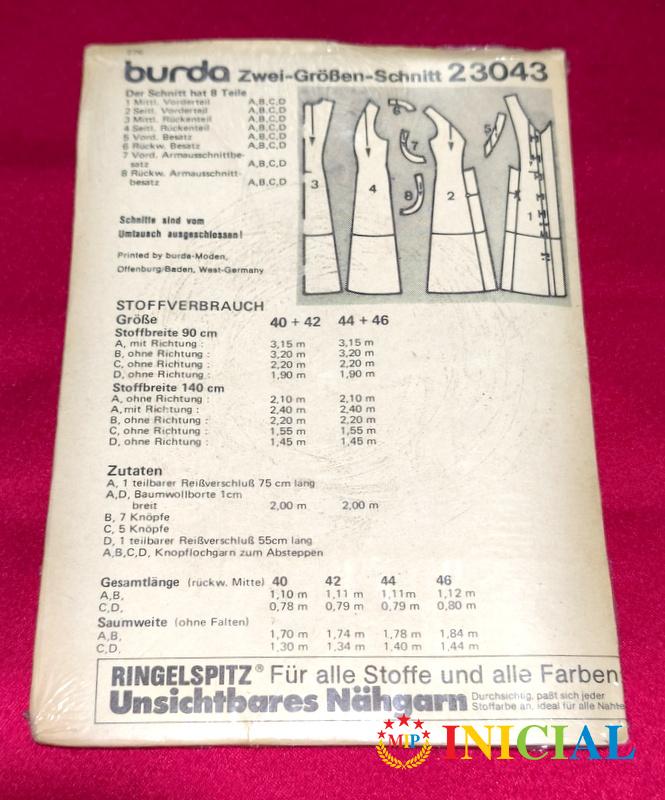 burda Zwei-Größen-Schnitt 23043
Der Schnitt hat 8 Teile
1 Mittl. Vorderteil A,B,C,D
2 Seitl. Vorderteil A,B,C,D
3 Mittl. Rückenteil A,B,C,D
4 Seitl. Rückenteil A,B,C,D
5 Vord. Besatz A,B,C,D
6 Rückw. Besatz A,B,C,D
7 Vord. Armausschnittbe-
satz A,B,C,D
8 Rückw. Armausschnitt-
besatz A,B,C,D
3
4
6
7
8
2
5
1
Schnitte sind vom
Umtausch ausgeschlossen!
Printed by burda-Moden,
Offenburg/Baden, West-Germany
STOFFVERBRAUCH
Größe 40 + 42 44 + 46
Stoffbreite 90 cm
A, mit Richtung : 3,15 m 3,15 m
B, ohne Richtung : 3,20 m 3,20 m
C, ohne Richtung : 2,20 m 2,20 m
D, ohne Richtung : 1,90 m 1,90 m
Stoffbreite 140 cm
A, ohne Richtung : 2,10 m 2,10 m
A, mit Richtung : 2,40 m 2,40 m
B, ohne Richtung : 2,20 m 2,20 m
C, ohne Richtung : 1,55 m 1,55 m
D, ohne Richtung : 1,45 m 1,45 m
Zutaten
A, 1 teilbarer Reißverschluß 75 cm lang
A,D, Baumwollborte 1cm
breit 2,00 m 2,00 m
B, 7 Knöpfe
C, 5 Knöpfe
D, 1 teilbarer Reißverschluß 55cm lang
A,B,C,D, Knopflochgarn zum Absteppen
Gesamtlänge (rückw. Mitte) 40 42 44 46
A,B, 1,10 m 1,11 m 1,11m 1,12 m
C,D, 0,78 m 0,79 m 0,79 m 0,80 m
Saumweite (ohne Falten)
A,B, 1,70 m 1,74 m 1,78 m 1,84 m
C,D, 1,30 m 1,34 m 1,40 m 1,44 m
RINGELSPITZ® Für alle Stoffe und alle Farben
Unsichtbares Nähgarn Durchsichtig, paßt sich jeder
Stoffarbe an, ideal für alle Nähte
MP INICIAL